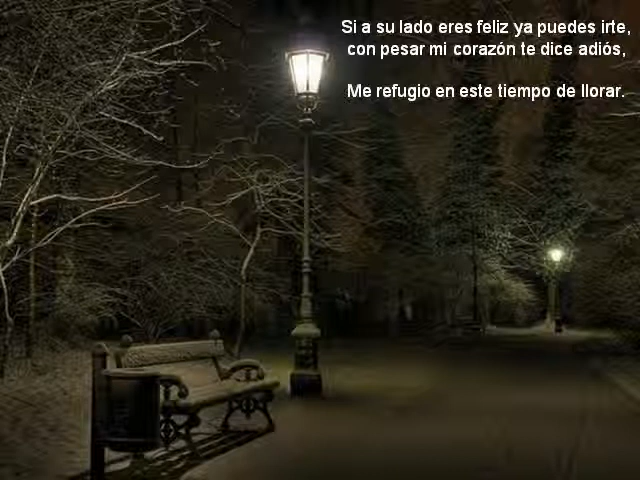 Si a su lado eres feliz ya puedes irte,
con pesar mi corazón te dice adiós,
Me refugio en este tiempo de llorar.